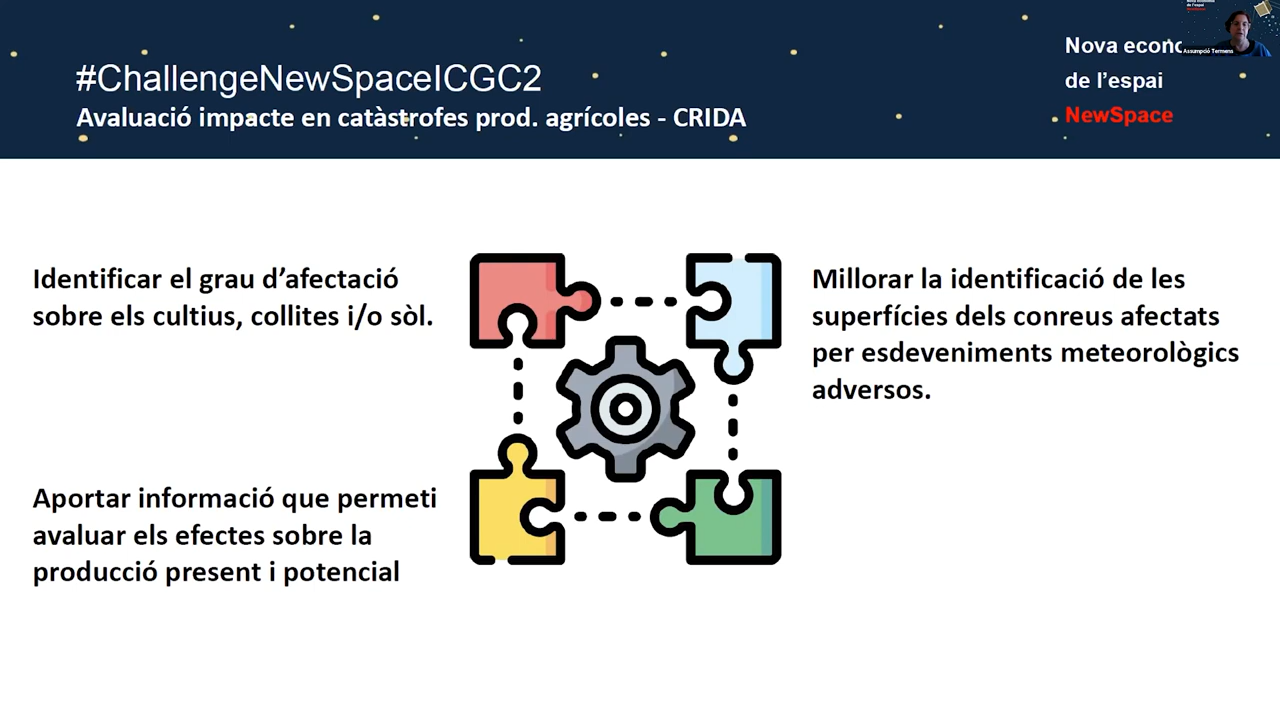 #ChallengeNewSpaceICGC2
Avaluació impacte en catàstrofes prod. agrícoles - CRIDA
Nova econo
de l'espai
NewSpace
Assumpció Termens
Identificar el grau d'afectació
sobre els cultius, collites i/o sòl.
Millorar la identificació de les
superfícies dels conreus afectats
per esdeveniments meteorològics
adversos.
Aportar informació que permeti
avaluar els efectes sobre la
producció present i potencial